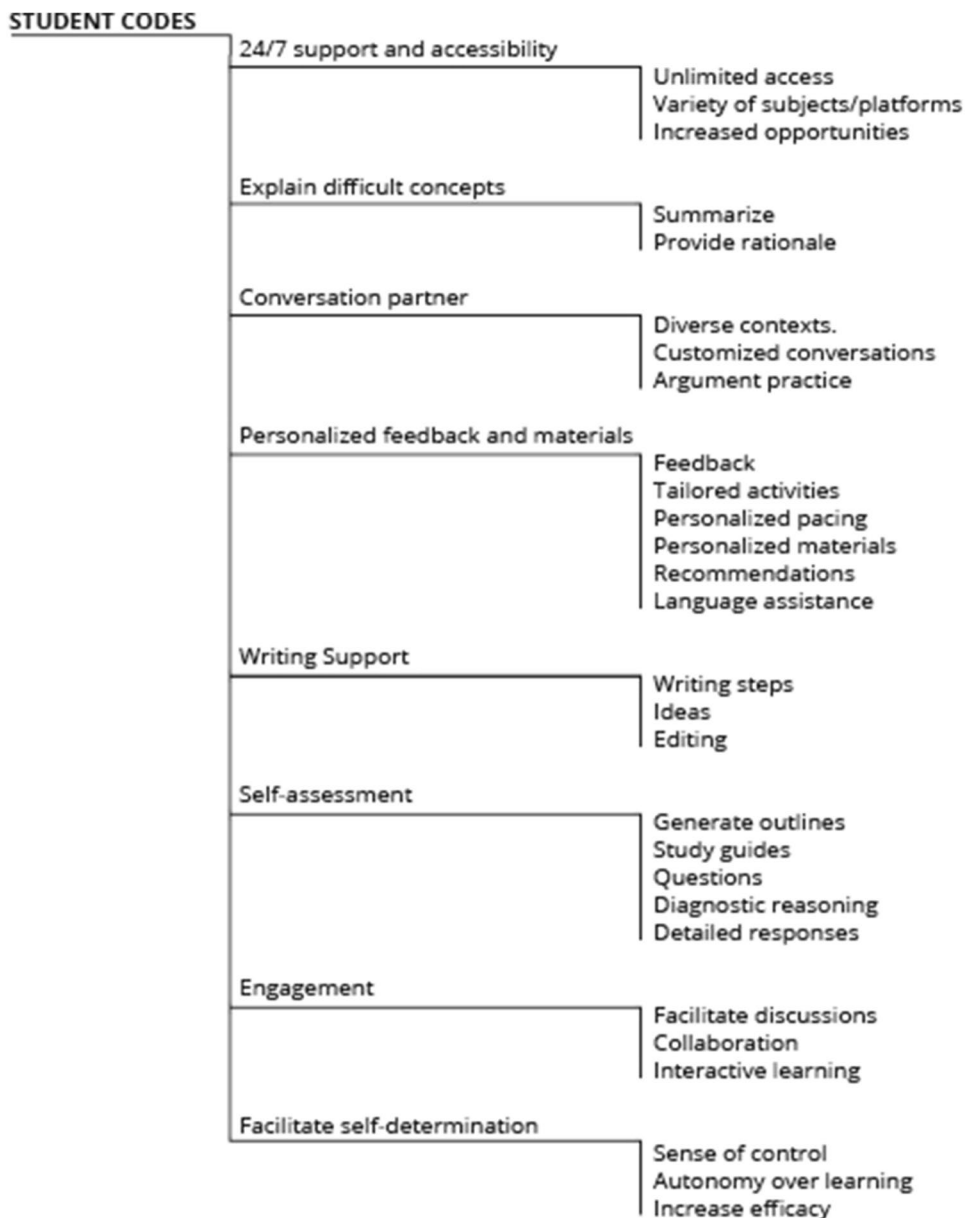 STUDENT CODES
24/7 support and accessibility
Unlimited access
Variety of subjects/platforms
Increased opportunities
Explain difficult concepts
Summarize
Provide rationale
Conversation partner
Diverse contexts.
Customized conversations
Argument practice
Personalized feedback and materials
Feedback
Tailored activities
Personalized pacing
Personalized materials
Recommendations
Language assistance
Writing Support
Writing steps
Ideas
Editing
Self-assessment
Generate outlines
Study guides
Questions
Diagnostic reasoning
Detailed responses
Engagement
Facilitate discussions
Collaboration
Interactive learning
Facilitate self-determination
Sense of control
Autonomy over learning
Increase efficacy